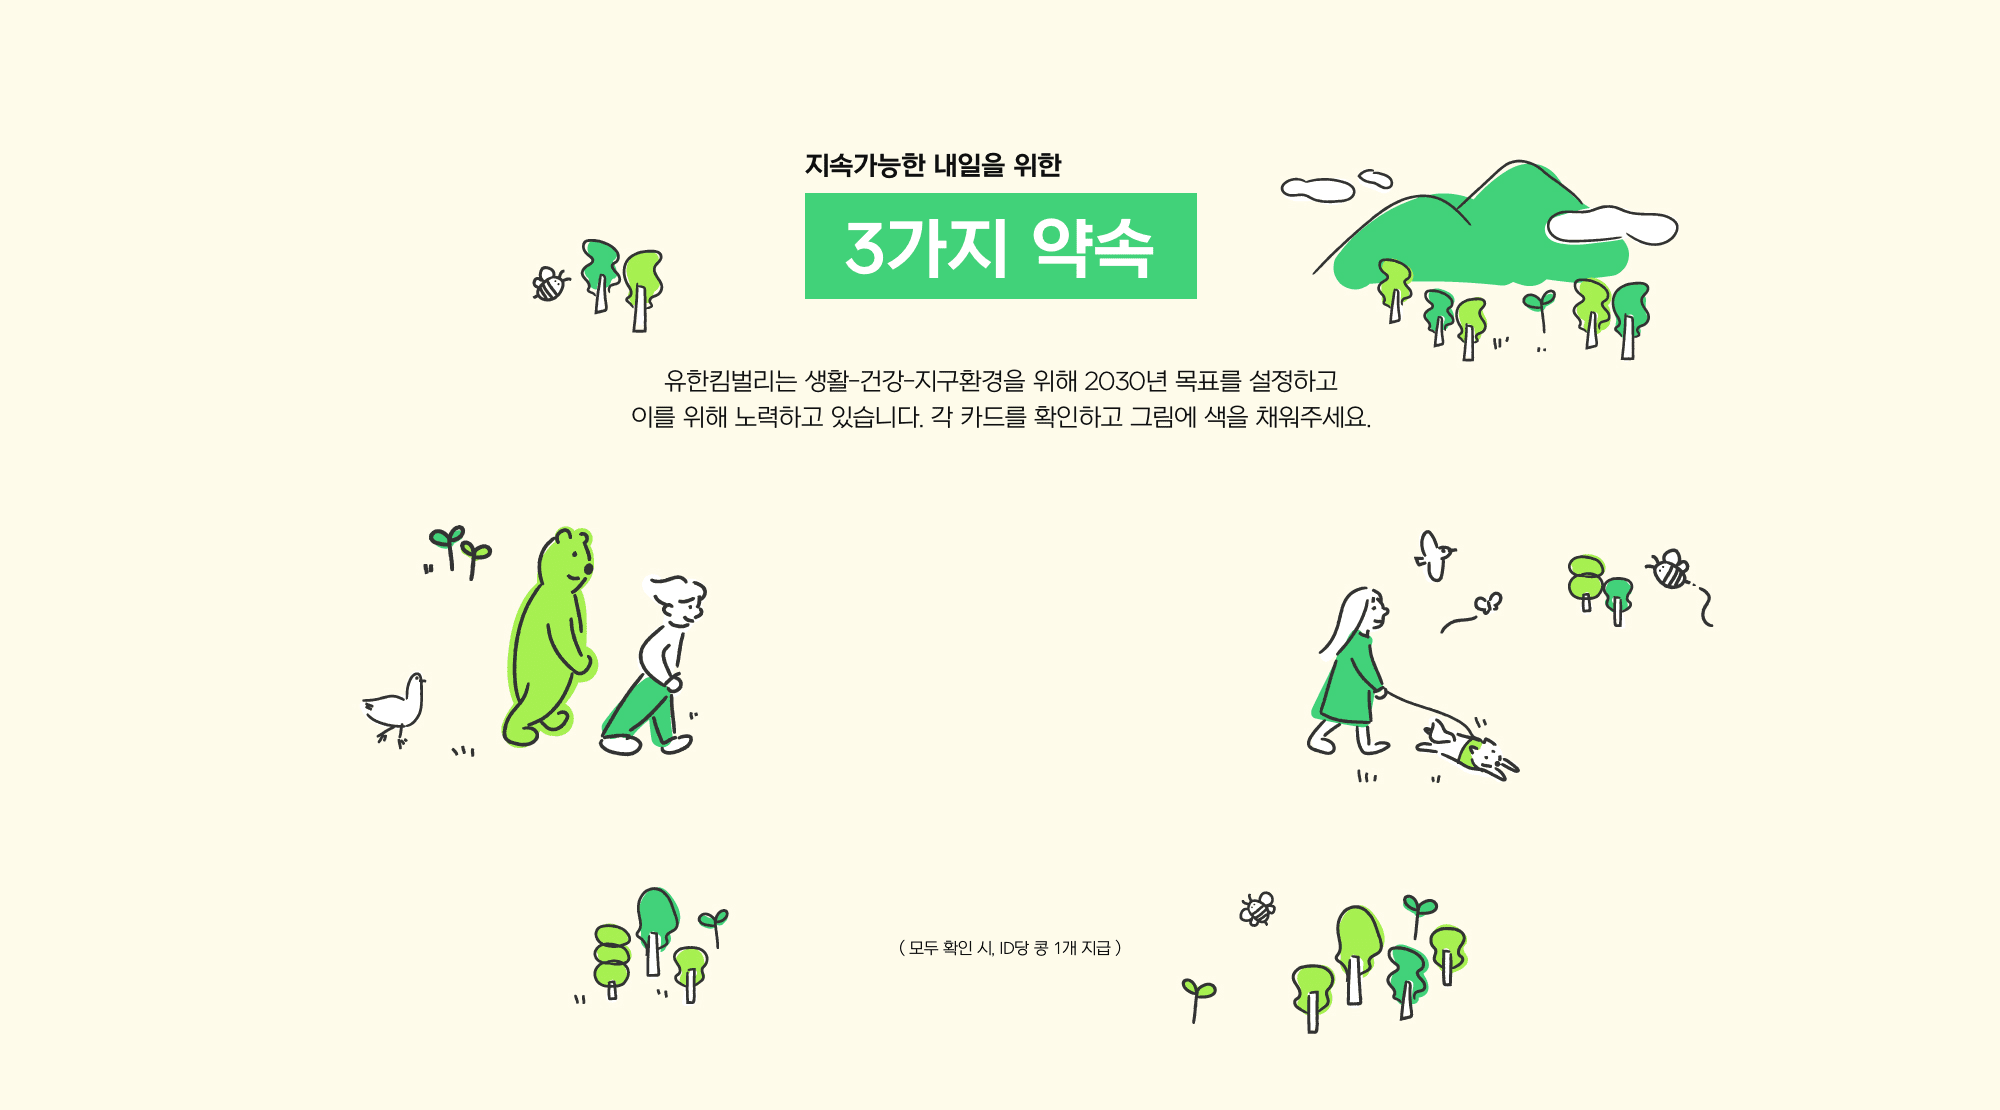 지속가능한 내일을 위한
3가지 약속
유한킴벌리는 생활-건강-지구환경을 위해 2030년 목표를 설정하고
이를 위해 노력하고 있습니다. 각 카드를 확인하고 그림에 색을 채워주세요.
( 모두 확인 시, ID당 콩 1개 지급 )